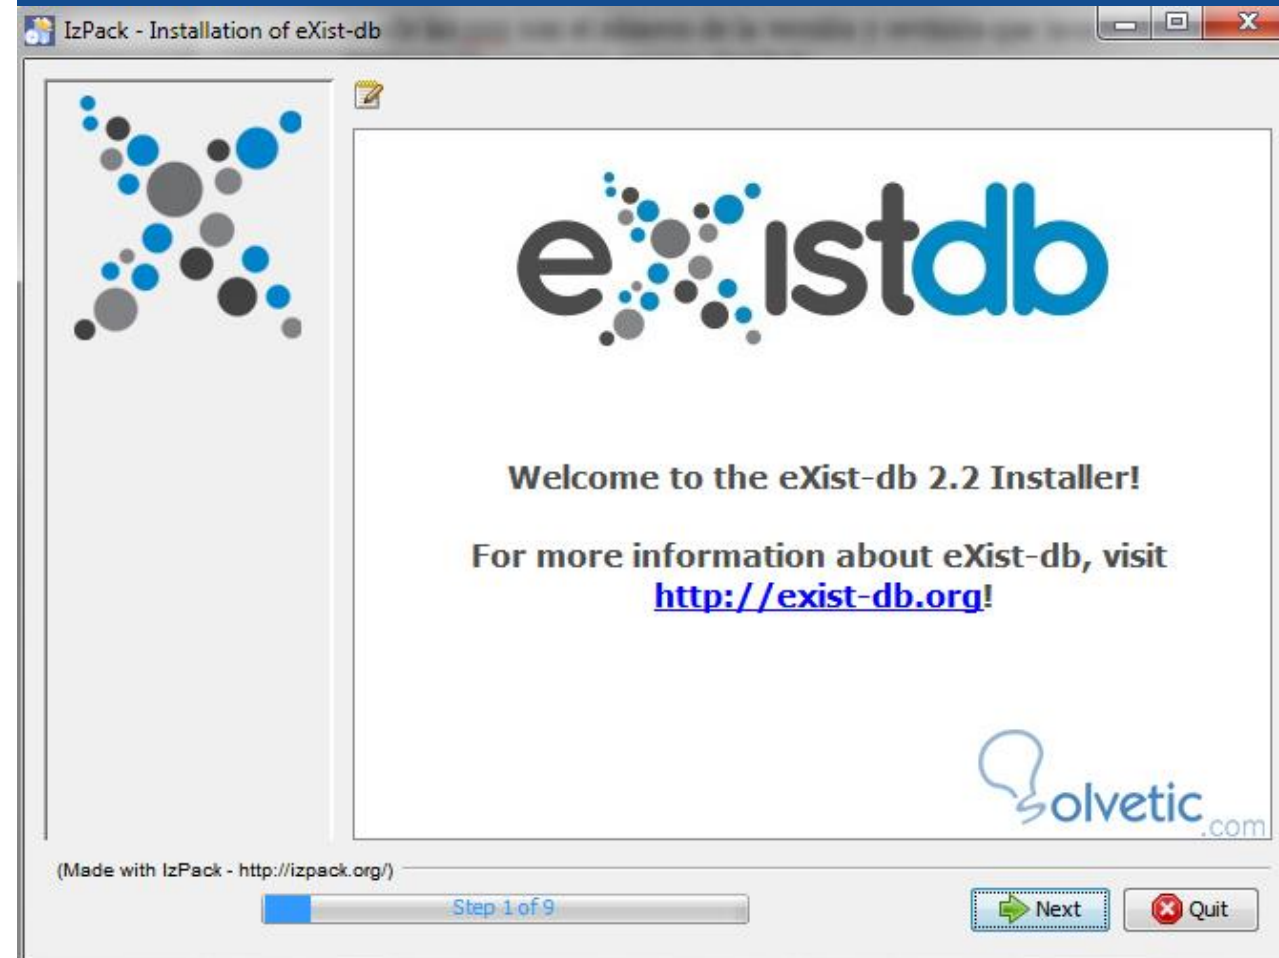 IzPack - Installation of eXist-db
eXistdb
Welcome to the eXist-db 2.2 Installer!
For more information about eXist-db, visit
http://exist-db.org!
Solvetic.com
(Made with IzPack - http://izpack.org/)
Step 1 of 9
Next
Quit